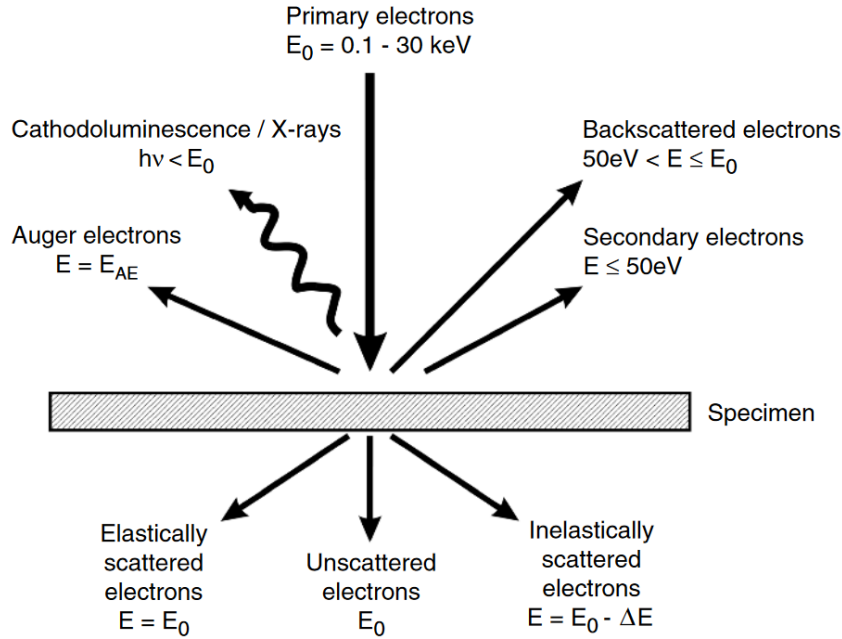 Primary electrons
E₀ = 0.1 - 30 keV
Cathodoluminescence / X-rays
hν < E₀
Backscattered electrons
50eV < E ≤ E₀
Auger electrons
E = E_AE
Secondary electrons
E ≤ 50eV
Specimen
Elastically
scattered
electrons
E = E₀
Unscattered
electrons
E₀
Inelastically
scattered
electrons
E = E₀ - ΔE